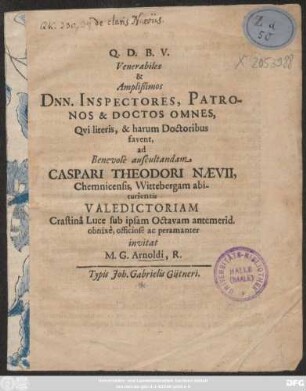 Q. D. B. V.
Venerabiles
&
Amplissimos
DNN. INSPECTORES, PATRO-
NOS & DOCTOS OMNES,
Qvi literis, & harum Doctoribus
favent,
ad
Benevolè auscultandam
CASPARI THEODORI NÆVII,
Chemnicensis, Wittebergam abi-
turientis
VALEDICTORIAM
Crastinâ Luce sub ipsam Octavam antemerid.
obnixè, officiosè ac peramanter
invitat
M. G. Arnoldi, R.
Typis Joh. Gabrielis Güttneri.